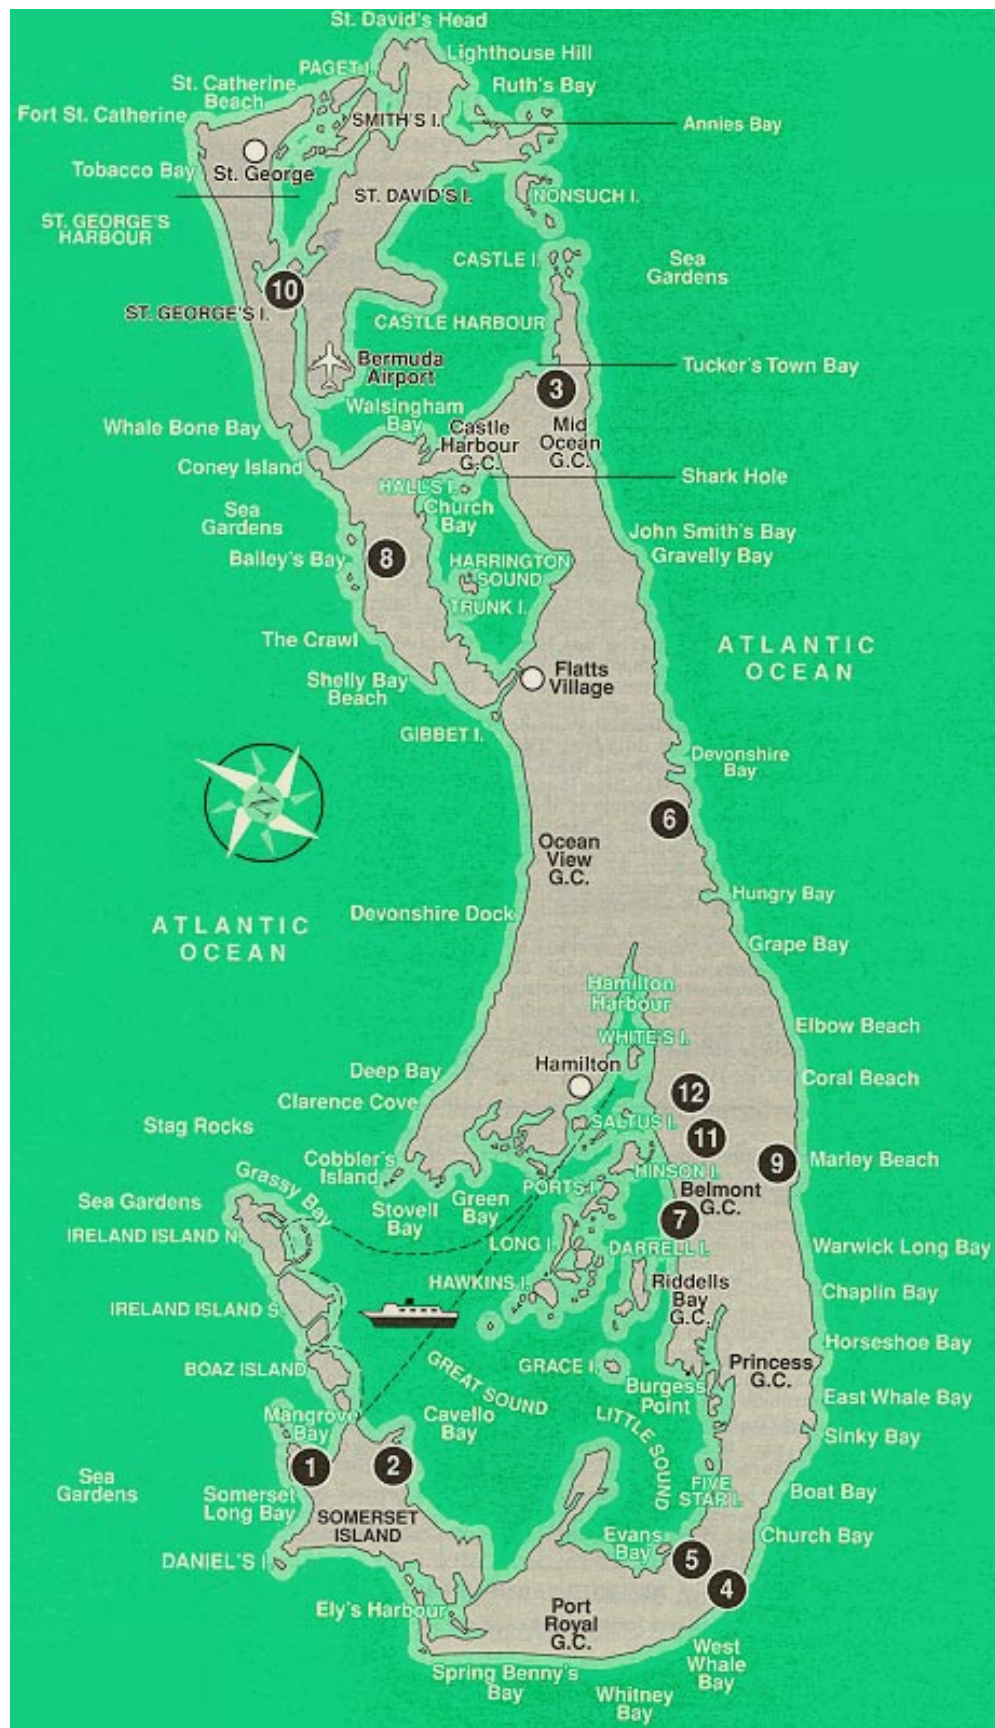 St. David's Head
Lighthouse Hill
PAGET I.
Ruth's Bay
St. Catherine
Beach
Fort St. Catherine
SMITH'S I.
Annies Bay
St. George
Tobacco Bay
ST. DAVID'S I.
NONSUCH I.
ST. GEORGE'S
HARBOUR
CASTLE I.
Sea
Gardens
10
ST. GEORGE'S I.
CASTLE HARBOUR
Bermuda
Airport
Tucker's Town Bay
3
Walsingham
Bay
Whale Bone Bay
Castle
Harbour
G.C.
Mid
Ocean
G.C.
Coney Island
Shark Hole
HALL'S I.
Church
Bay
Sea
Gardens
John Smith's Bay
Gravelly Bay
Bailey's Bay
8
HARRINGTON
SOUND
TRUNK I.
The Crawl
ATLANTIC
OCEAN
Flatts
Village
Shelly Bay
Beach
GIBBET I.
Devonshire
Bay
N
6
Ocean
View
G.C.
Hungry Bay
Devonshire Dock
ATLANTIC
OCEAN
Grape Bay
Hamilton
Harbour
Elbow Beach
WHITE'S I.
Hamilton
Deep Bay
Coral Beach
12
Clarence Cove
Stag Rocks
SALTUS I.
11
Cobbler's
Island
9
Marley Beach
HINSON I.
Grassy Bay
PORTS I.
Belmont
G.C.
Sea Gardens
Green
Bay
Stovell
Bay
7
IRELAND ISLAND N.
LONG I.
DARRELL I.
Warwick Long Bay
HAWKINS I.
Riddells
Bay
G.C.
Chaplin Bay
IRELAND ISLAND S.
Horseshoe Bay
BOAZ ISLAND
GREAT SOUND
GRACE I.
Princess
G.C.
Burgess
Point
East Whale Bay
Mangrove
Bay
Cavello
Bay
LITTLE SOUND
Sinky Bay
1
2
Sea
Gardens
FIVE
STAR I.
Boat Bay
Somerset
Long Bay
SOMERSET
ISLAND
Church Bay
Evans
Bay
DANIEL'S I.
5
4
Ely's Harbour
Port
Royal
G.C.
West
Whale
Bay
Spring Benny's
Bay
Whitney
Bay